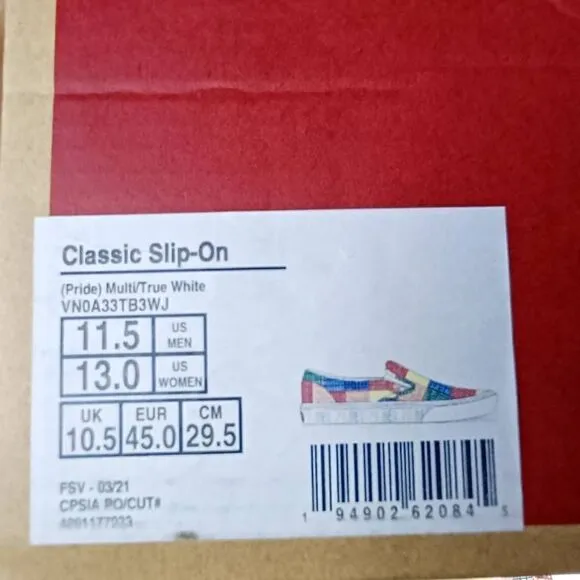 Classic Slip-On
(Pride) Multi/True White
VN0A33TB3WJ
11.5 US MEN
13.0 US WOMEN
UK EUR CM
10.5 45.0 29.5
FSV - 03/21
CPSIA PO/CUT#
1 94902 62084 5